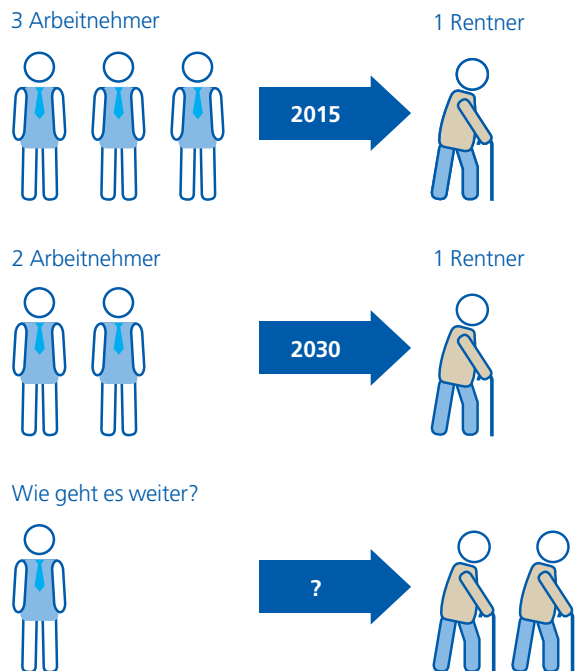 3 Arbeitnehmer
1 Rentner
2015
2 Arbeitnehmer
1 Rentner
2030
Wie geht es weiter?
?